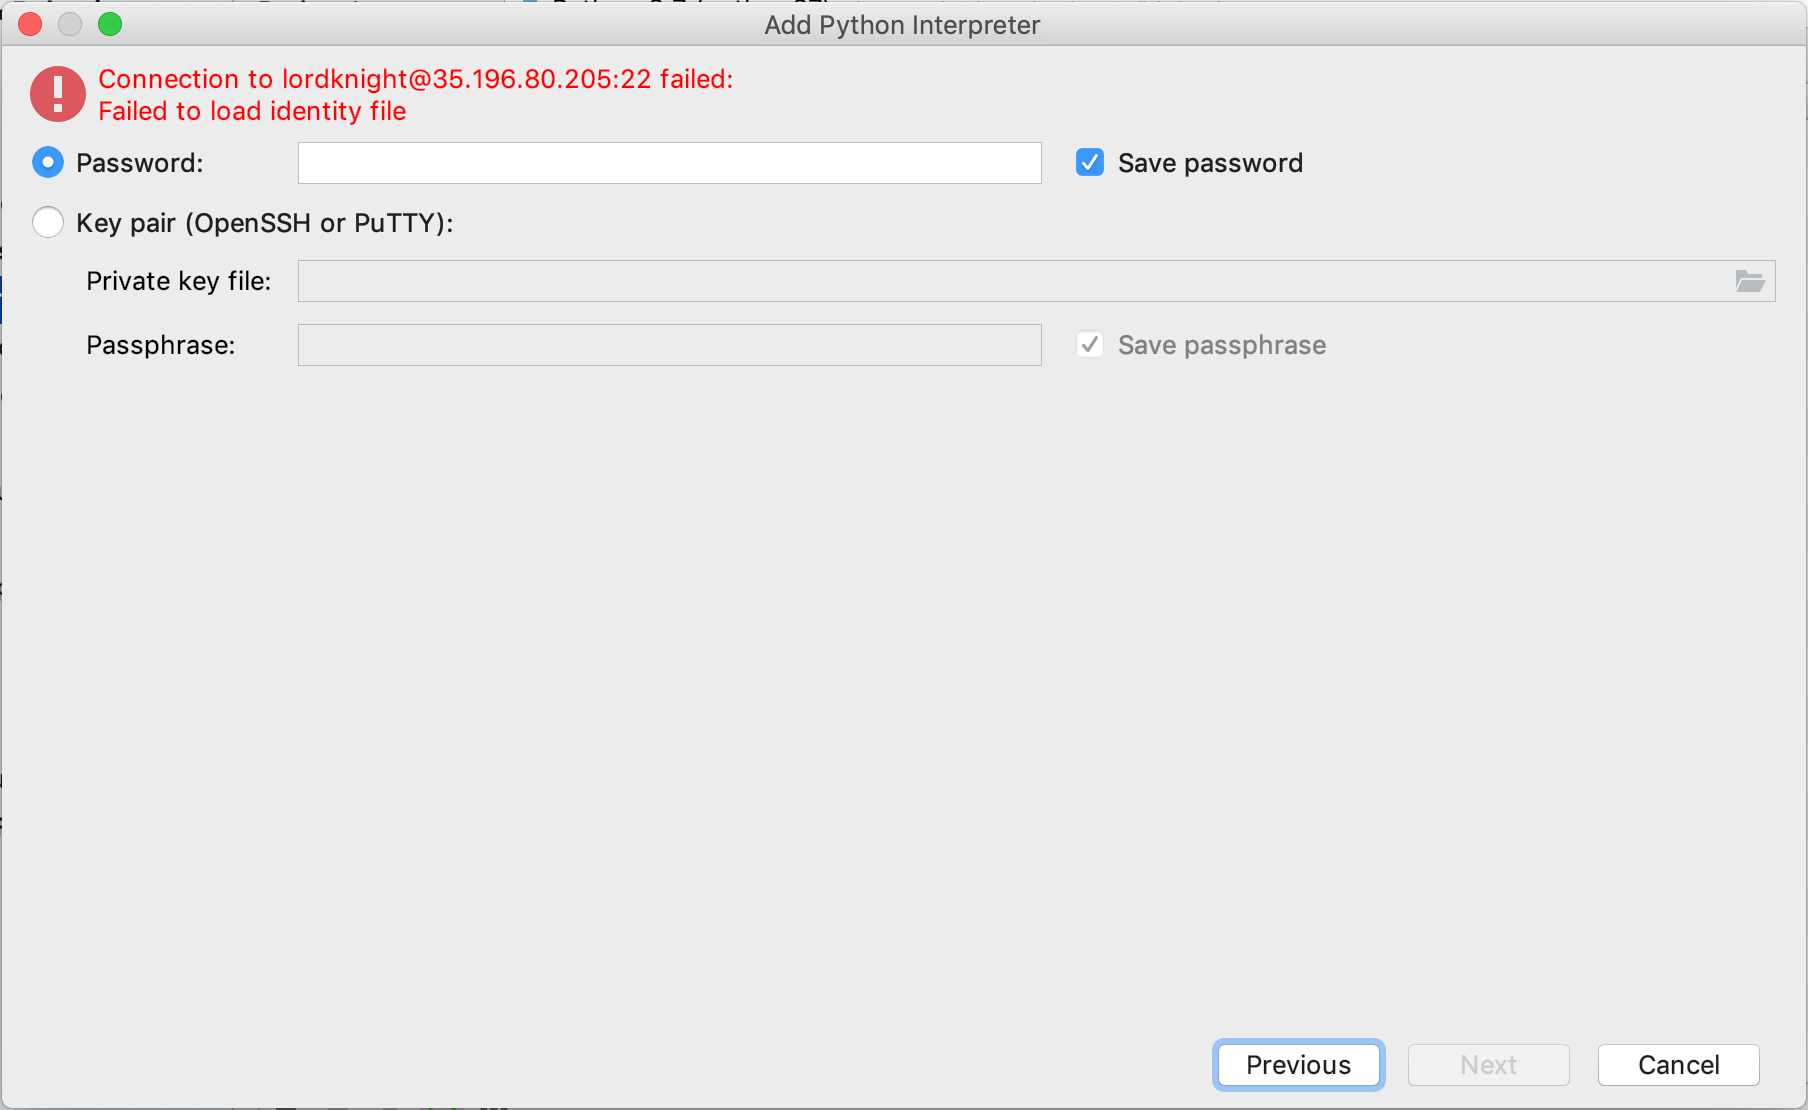 Add Python Interpreter
Connection to lordknight@35.196.80.205:22 failed:
Failed to load identity file
Password:
Save password
Key pair (OpenSSH or PuTTY):
Private key file:
Passphrase:
Save passphrase
Previous
Next
Cancel